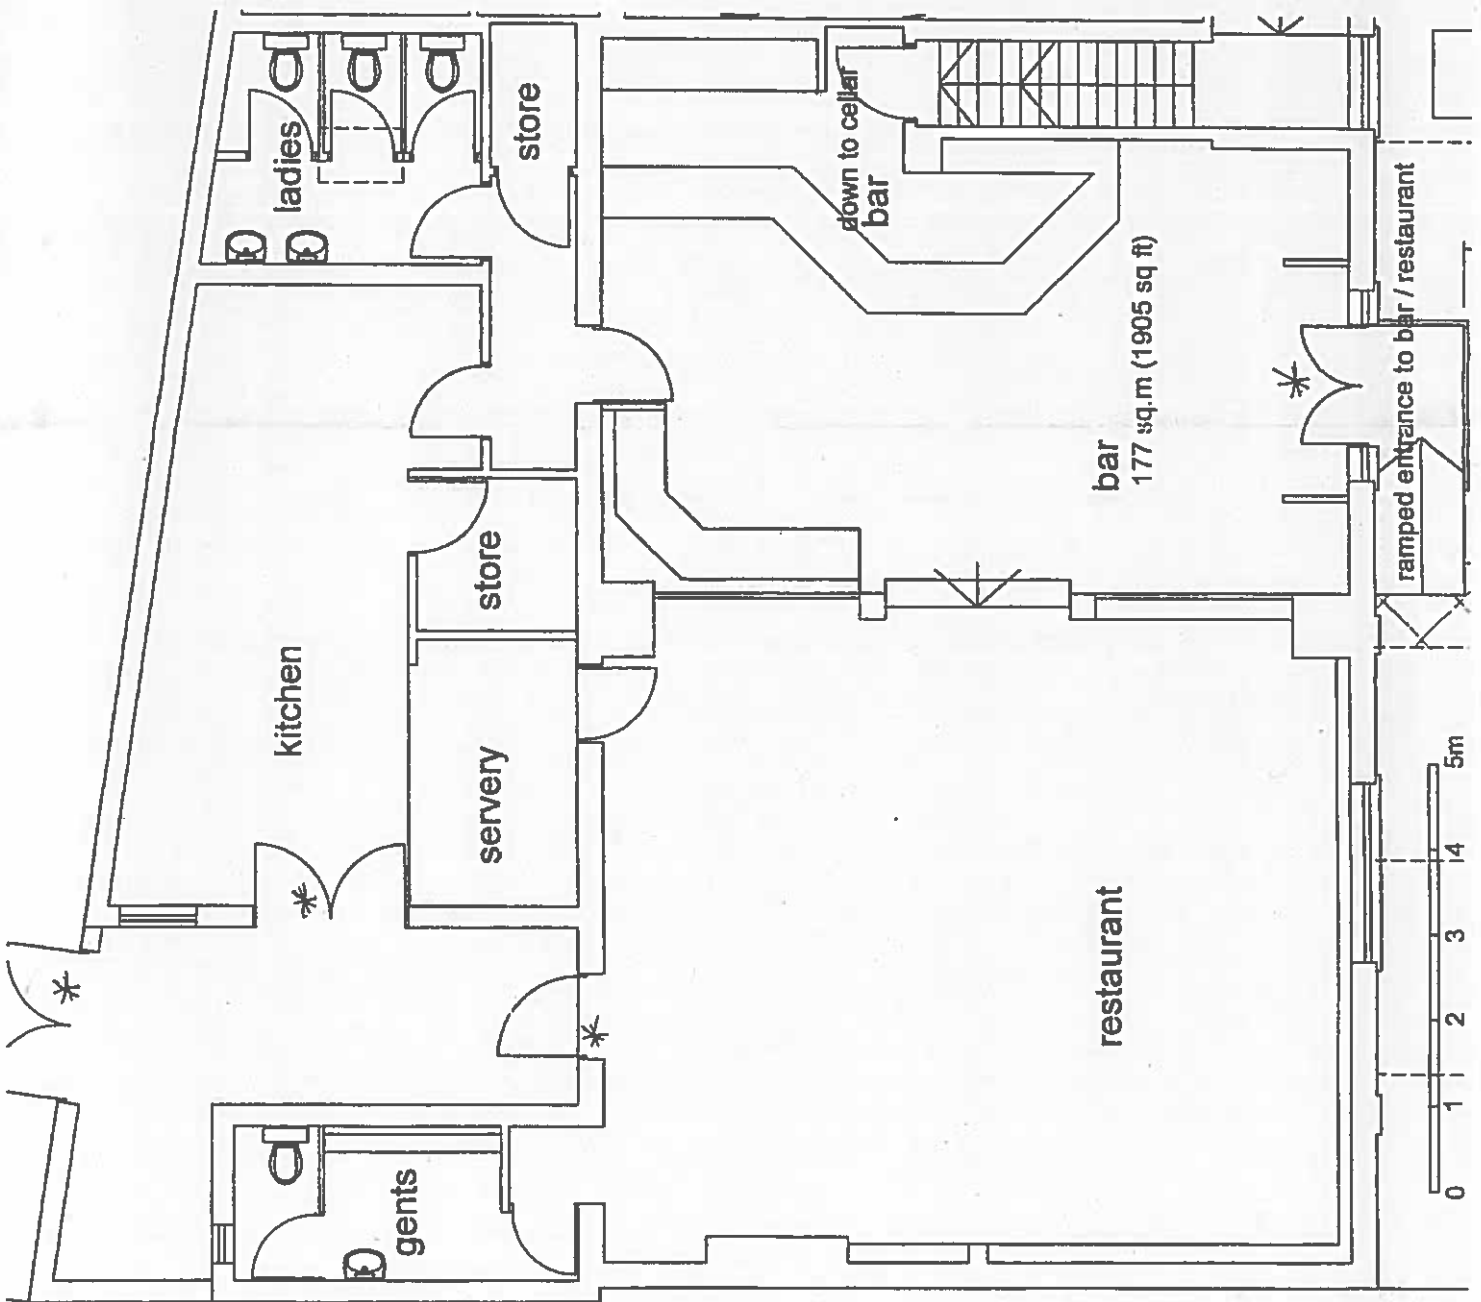 ladies
store
down to cellar
bar
kitchen
store
servery
bar
177 sq.m (1905 sq ft)
ramped entrance to bar / restaurant
restaurant
gents
0 1 2 3 4 5m